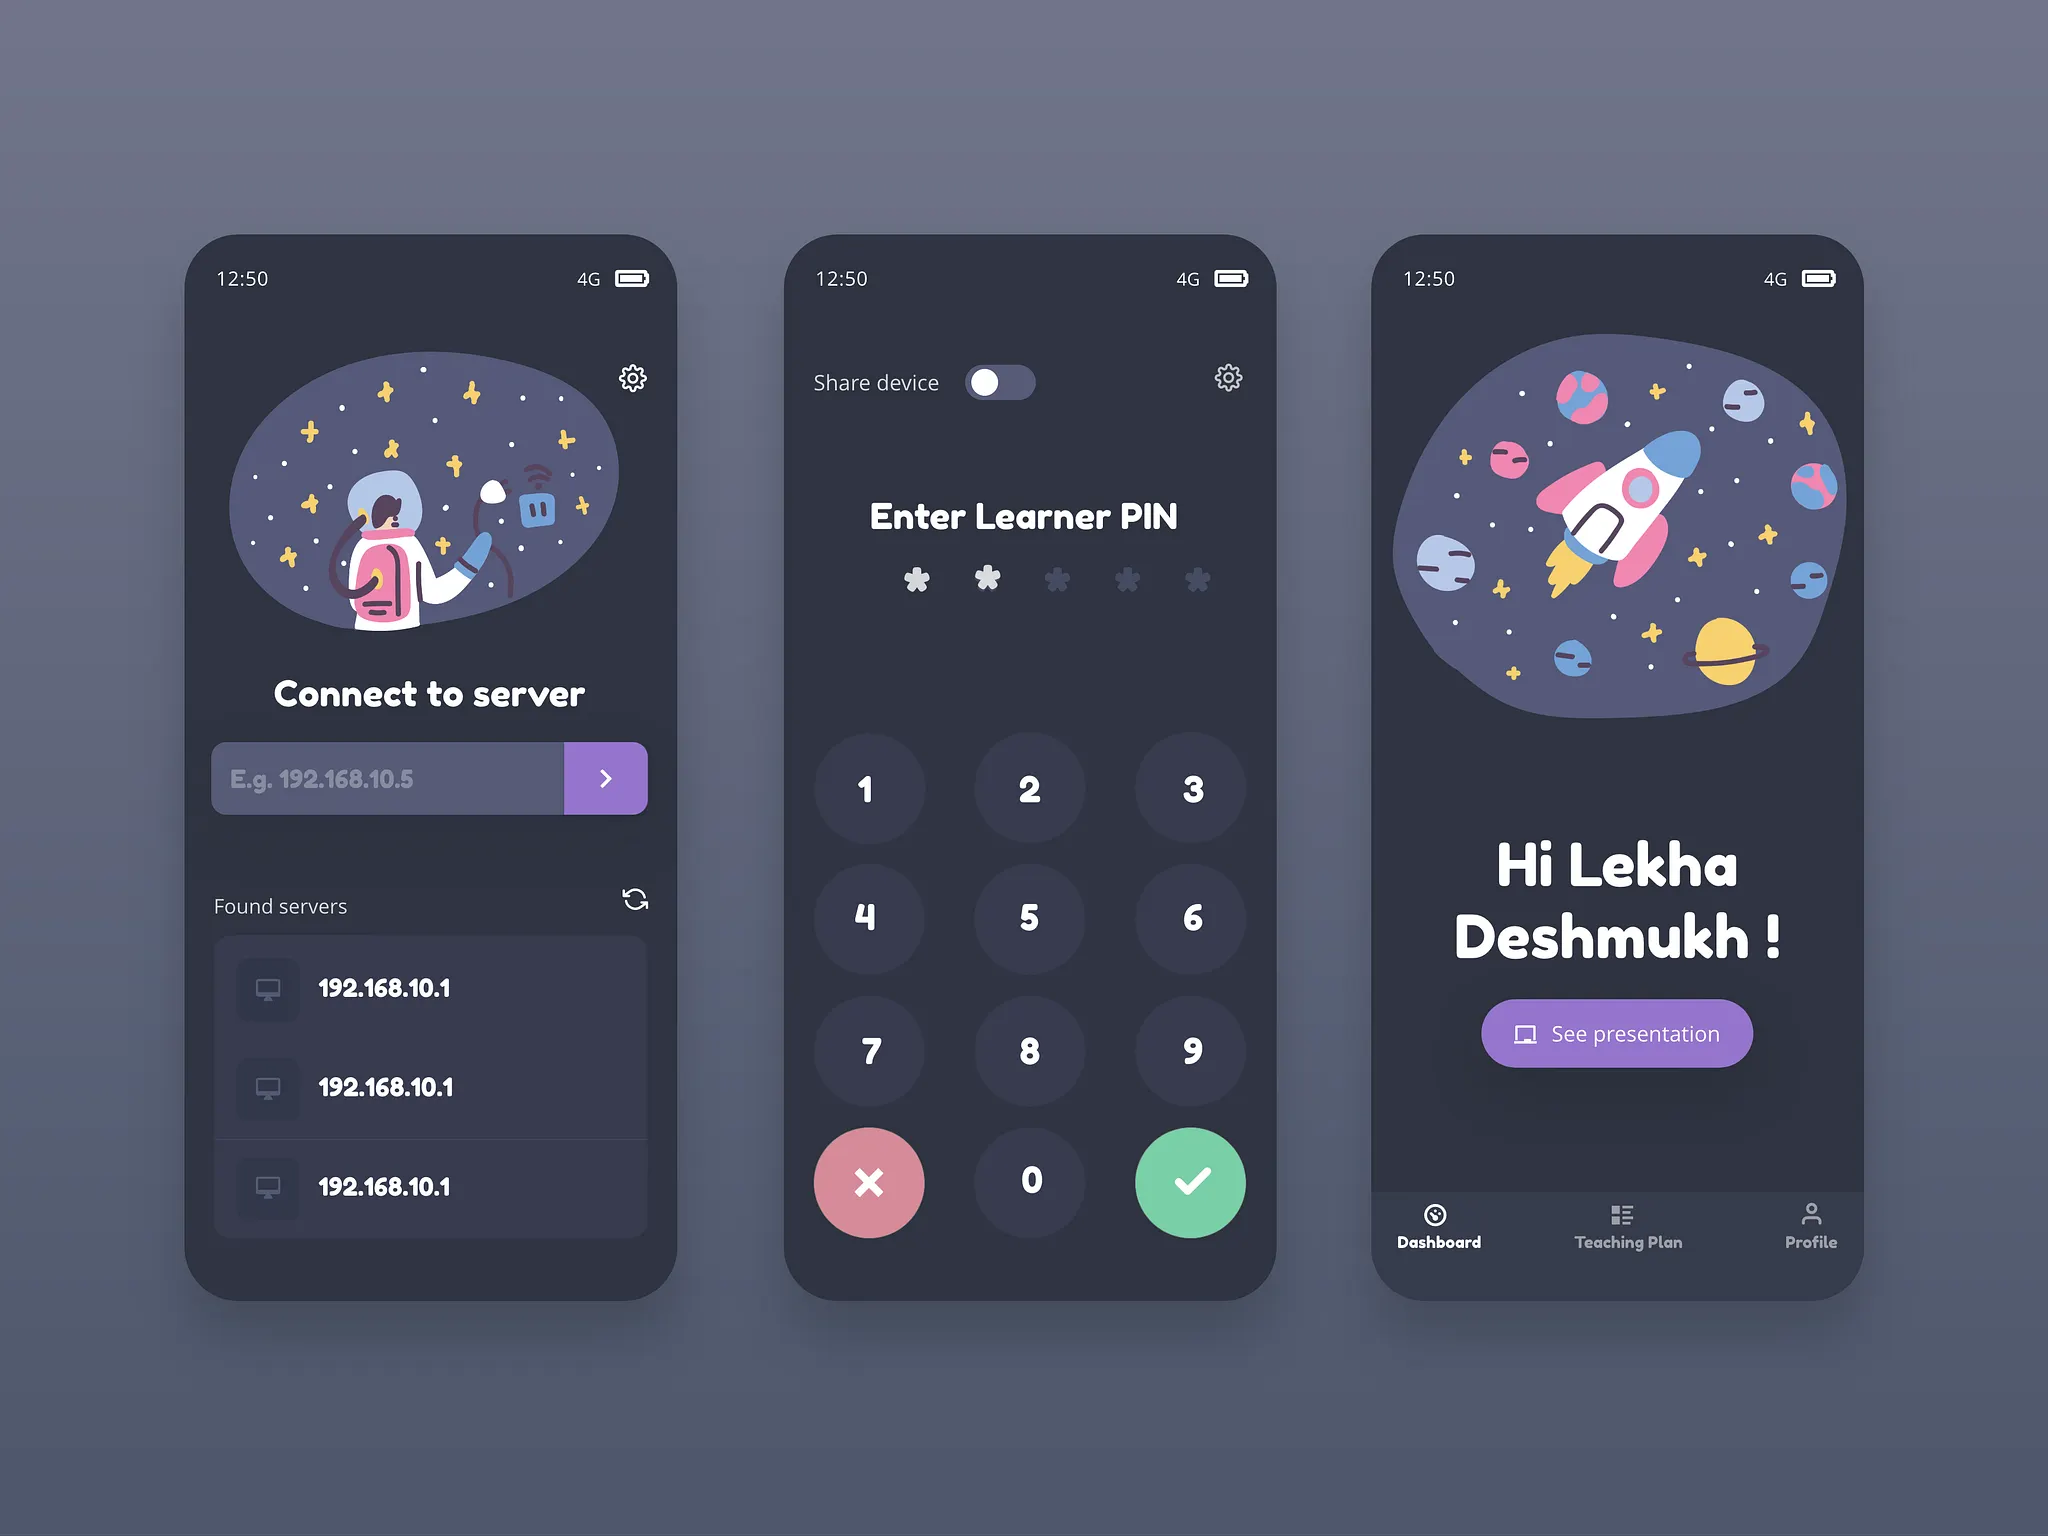 12:50
4G
Connect to server
E.g. 192.168.10.5
Found servers
192.168.10.1
192.168.10.1
192.168.10.1
12:50
4G
Share device
Enter Learner PIN
* * * * *
1 2 3
4 5 6
7 8 9
0
12:50
4G
Hi Lekha
Deshmukh !
See presentation
Dashboard Teaching Plan Profile